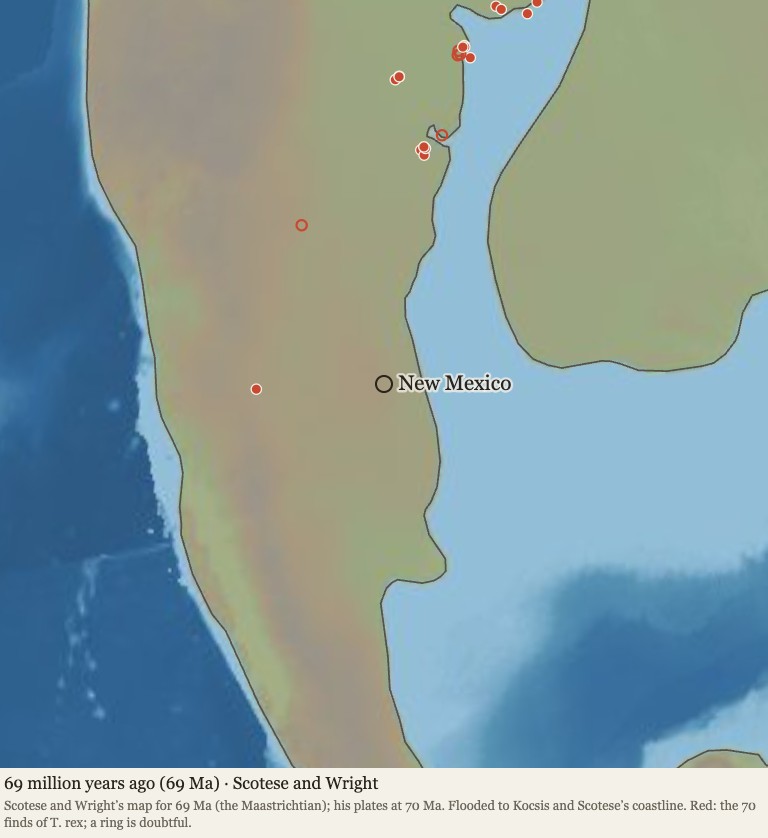 New Mexico
69 million years ago (69 Ma) · Scotese and Wright
Scotese and Wright's map for 69 Ma (the Maastrichtian); his plates at 70 Ma. Flooded to Kocsis and Scotese's coastline. Red: the 70
finds of T. rex; a ring is doubtful.